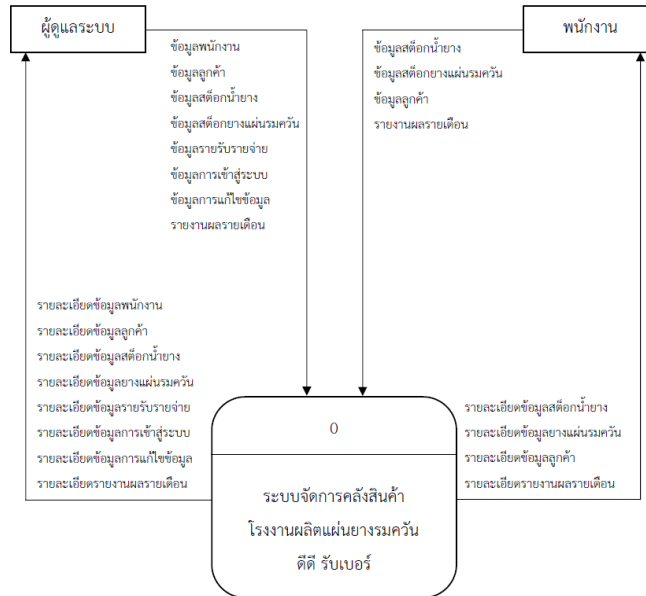 ผู้ดูแลระบบ
พนักงาน
ข้อมูลพนักงาน
ข้อมูลลูกค้า
ข้อมูลสต็อกน้ำยาง
ข้อมูลสต็อกยางแผ่นรมควัน
ข้อมูลรายรับรายจ่าย
ข้อมูลการเข้าสู่ระบบ
ข้อมูลการแก้ไขข้อมูล
รายงานผลรายเดือน
ข้อมูลสต็อกน้ำยาง
ข้อมูลสต็อกยางแผ่นรมควัน
ข้อมูลลูกค้า
รายงานผลรายเดือน
รายละเอียดข้อมูลพนักงาน
รายละเอียดข้อมูลลูกค้า
รายละเอียดข้อมูลสต็อกน้ำยาง
รายละเอียดข้อมูลยางแผ่นรมควัน
รายละเอียดข้อมูลรายรับรายจ่าย
รายละเอียดข้อมูลการเข้าสู่ระบบ
รายละเอียดข้อมูลการแก้ไขข้อมูล
รายละเอียดรายงานผลรายเดือน
0
ระบบจัดการคลังสินค้า
โรงงานผลิตแผ่นยางรมควัน
ดีดี รับเบอร์
รายละเอียดข้อมูลสต็อกน้ำยาง
รายละเอียดข้อมูลยางแผ่นรมควัน
รายละเอียดข้อมูลลูกค้า
รายละเอียดรายงานผลรายเดือน